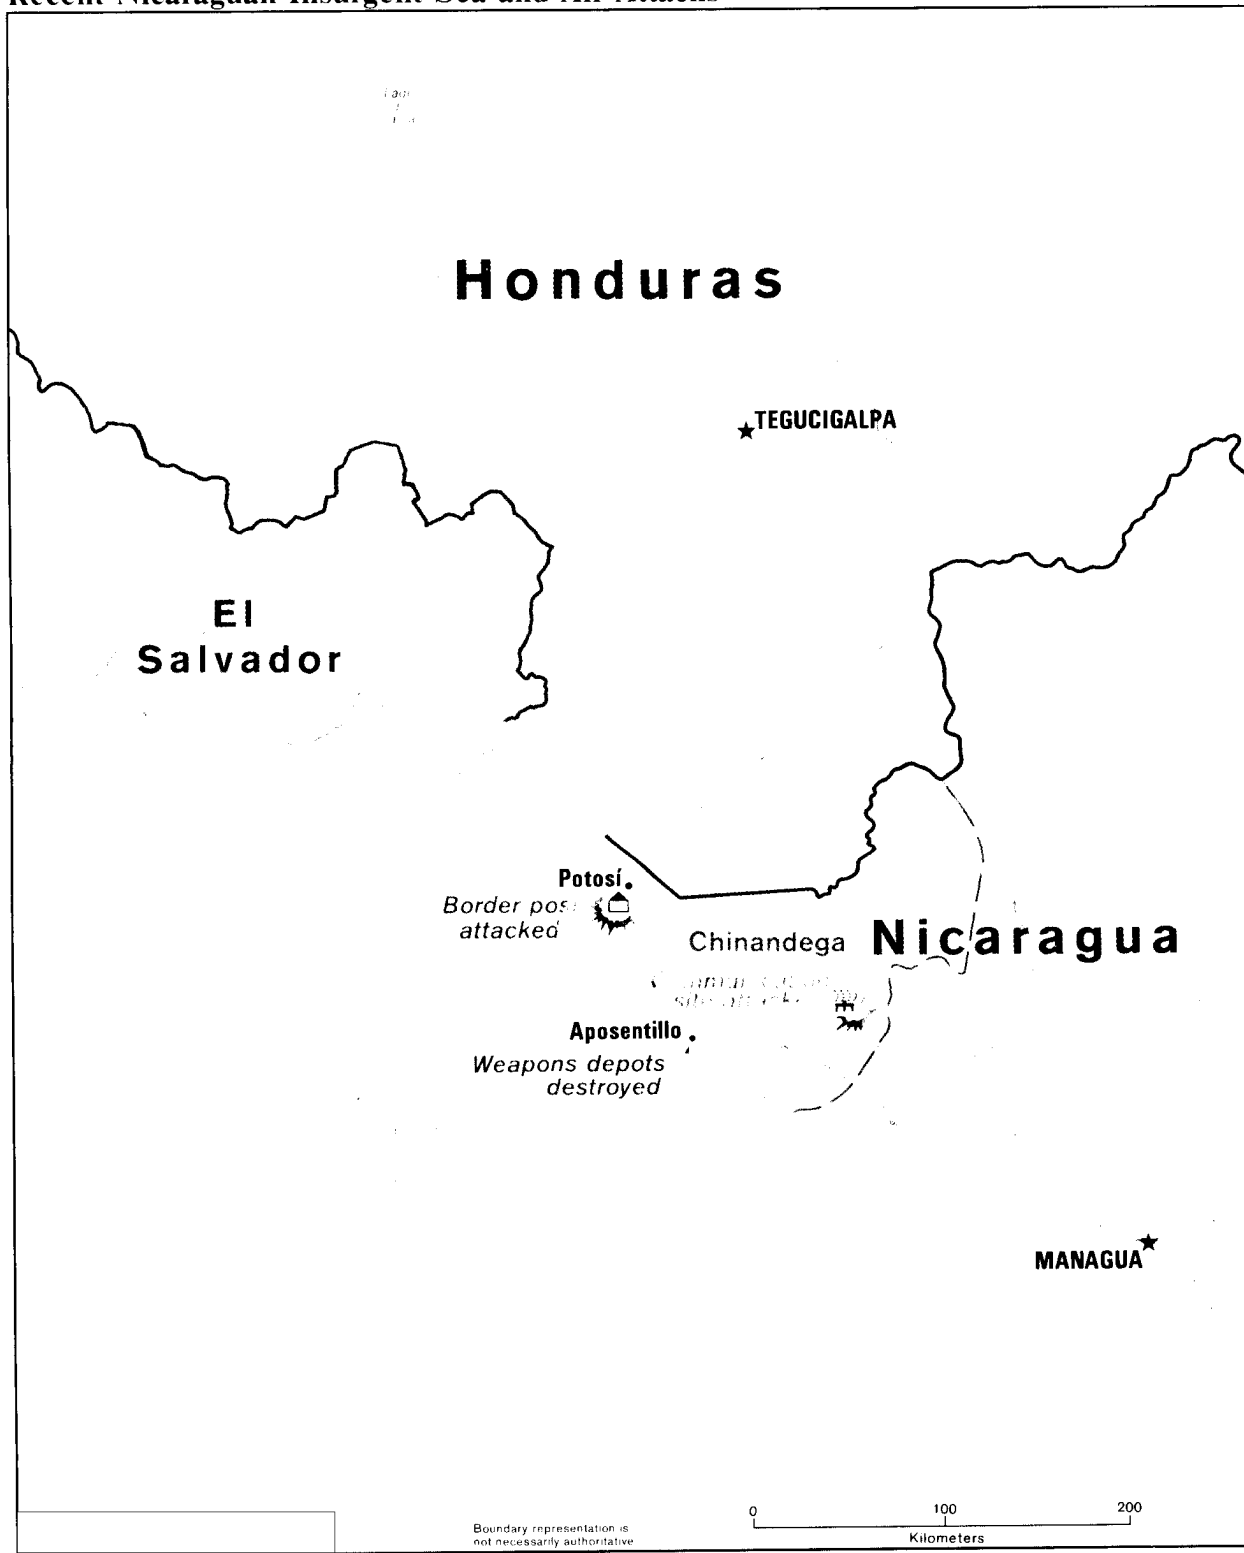 Recent Nicaraguan Insurgent Sea and Air Attacks
Honduras
TEGUCIGALPA
El
Salvador
Potosí
Border post
attacked
Chinandega
Nicaragua
site
Aposentillo
Weapons depots
destroyed
MANAGUA
0 100 200
Kilometers
Boundary representation is
not necessarily authoritative